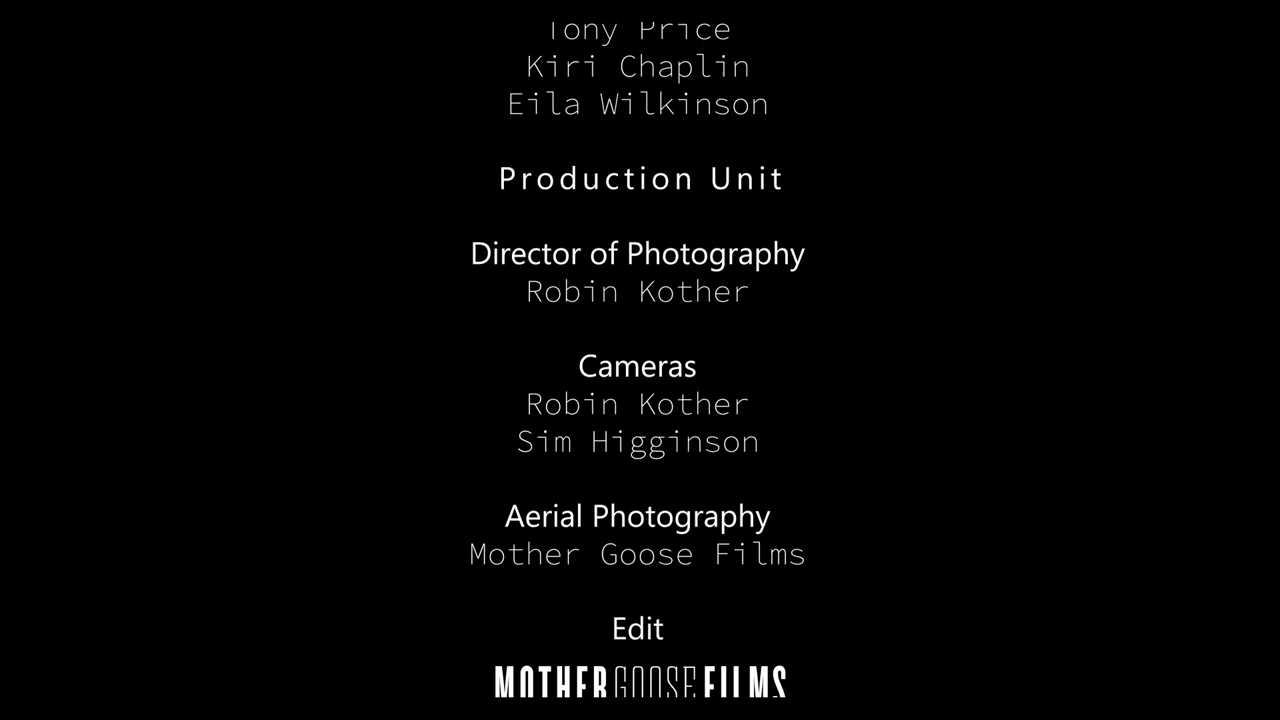 Tony Price
Kiri Chaplin
Eila Wilkinson
Production Unit
Director of Photography
Robin Kother
Cameras
Robin Kother
Sim Higginson
Aerial Photography
Mother Goose Films
Edit
MOTHER GOOSE FILMS